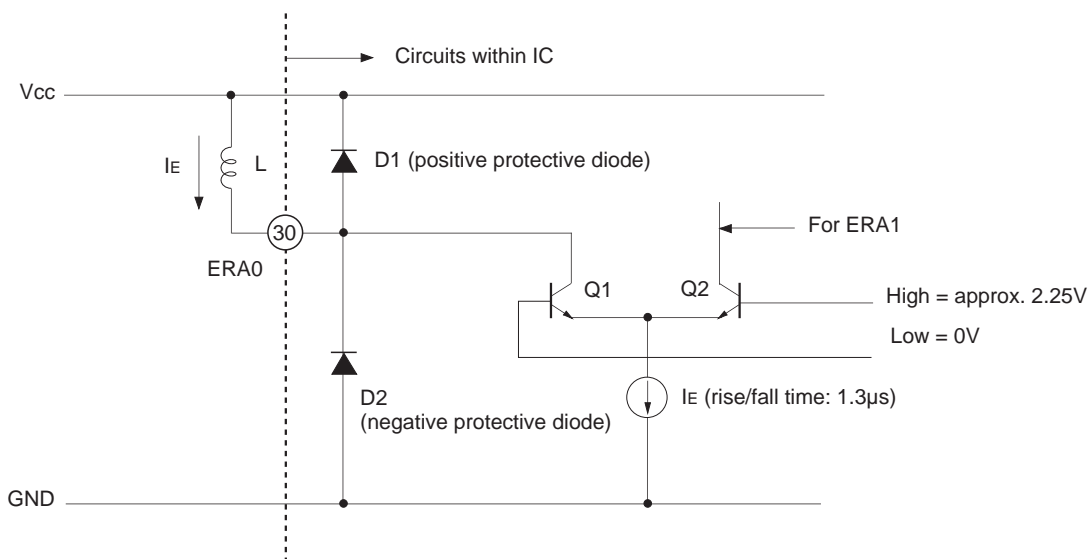 Circuits within IC
Vcc
IE
L
D1 (positive protective diode)
30
ERA0
For ERA1
Q1
Q2
High = approx. 2.25V
Low = 0V
D2
(negative protective diode)
IE (rise/fall time: 1.3μs)
GND